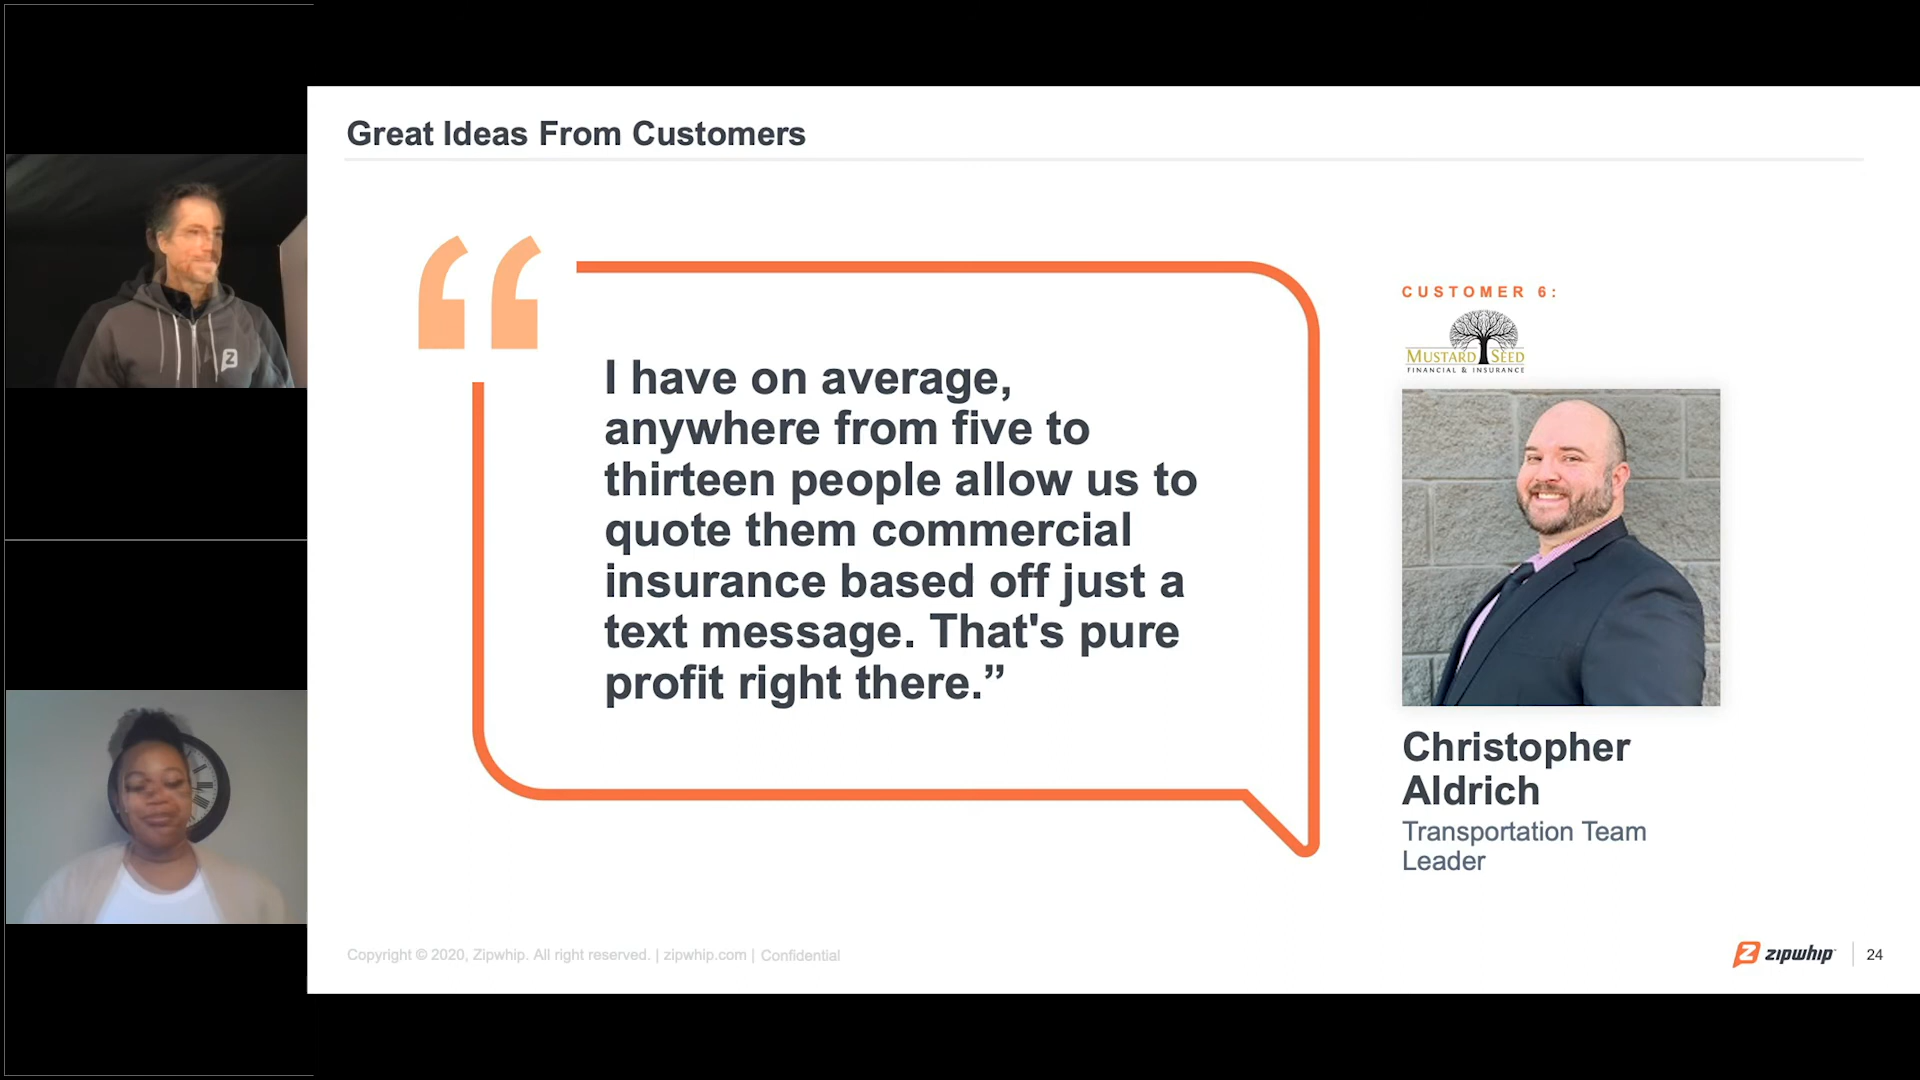 Great Ideas From Customers
I have on average,
anywhere from five to
thirteen people allow us to
quote them commercial
insurance based off just a
text message. That's pure
profit right there.”
CUSTOMER 6:
MUSTARD SEED
FINANCIAL & INSURANCE
Christopher
Aldrich
Transportation Team
Leader
Copyright © 2020, Zipwhip. All right reserved. | zipwhip.com | Confidential
zipwhip
24